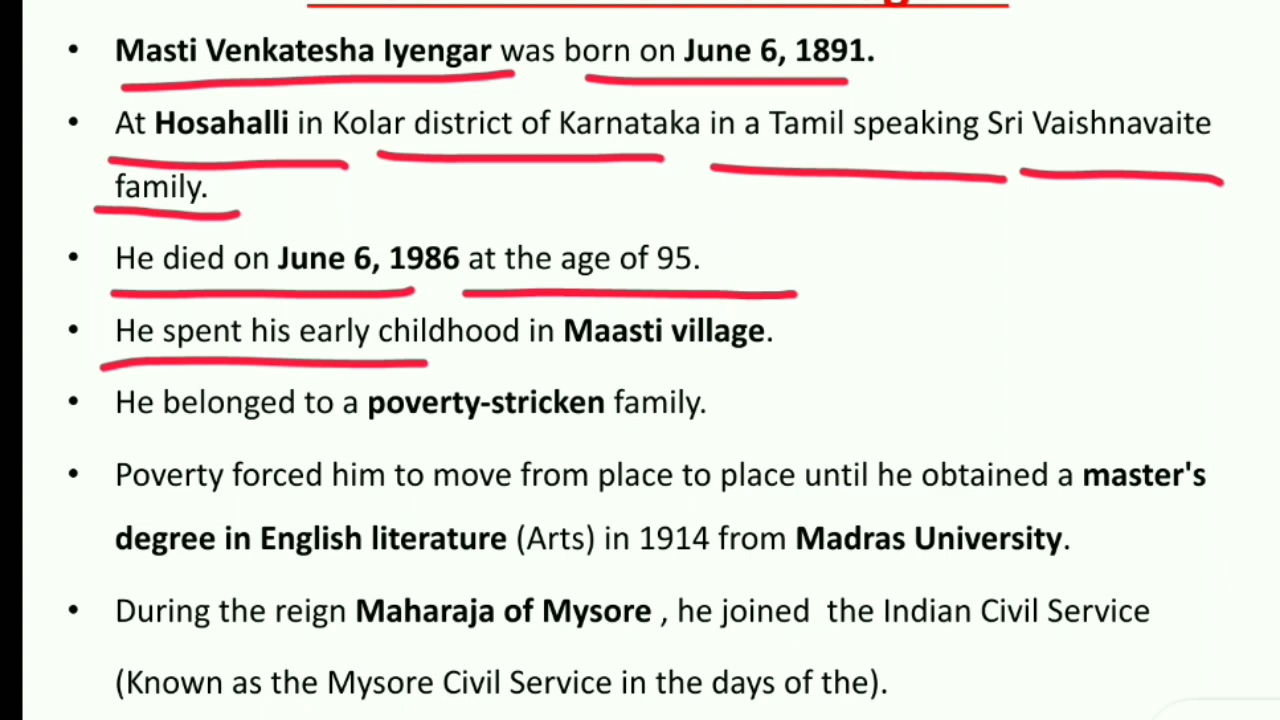 • Masti Venkatesha Iyengar was born on June 6, 1891.
• At Hosahalli in Kolar district of Karnataka in a Tamil speaking Sri Vaishnavaite
family.
• He died on June 6, 1986 at the age of 95.
• He spent his early childhood in Maasti village.
• He belonged to a poverty-stricken family.
• Poverty forced him to move from place to place until he obtained a master's
degree in English literature (Arts) in 1914 from Madras University.
• During the reign Maharaja of Mysore , he joined  the Indian Civil Service
(Known as the Mysore Civil Service in the days of the).